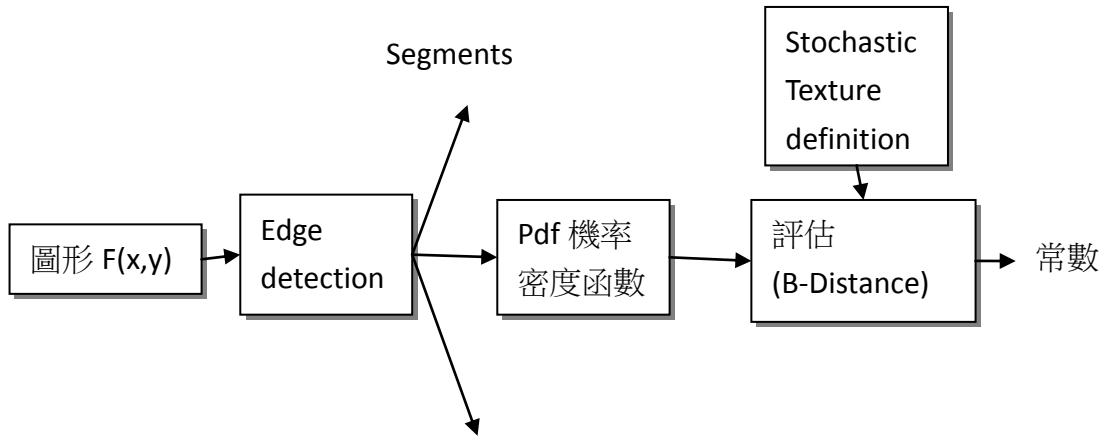 Segments
Stochastic
Texture
definition
圖形 F(x,y)
Edge
detection
Pdf 機率
密度函數
評估
(B-Distance)
常數